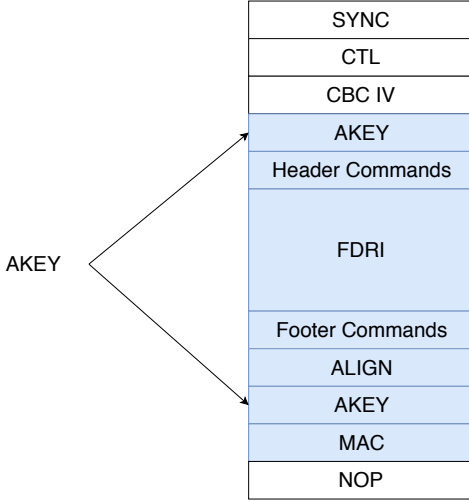 SYNC
CTL
CBC IV
AKEY
Header Commands
AKEY
FDRI
Footer Commands
ALIGN
AKEY
MAC
NOP